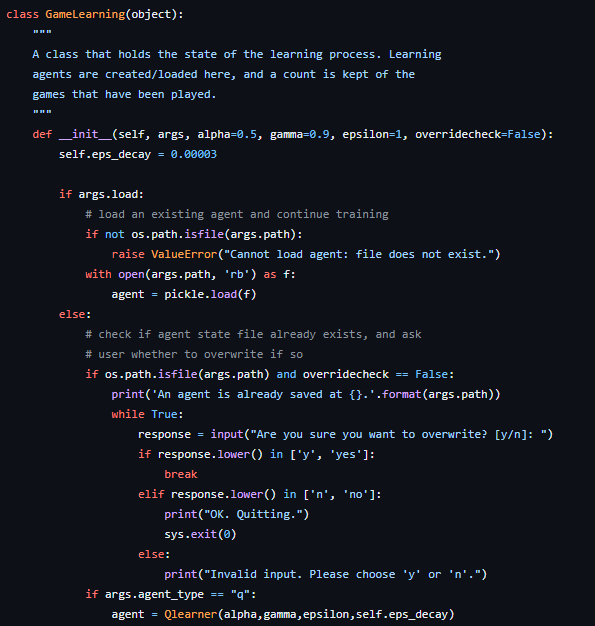 class GameLearning(object):
    """
    A class that holds the state of the learning process. Learning
    agents are created/loaded here, and a count is kept of the
    games that have been played.
    """
    def __init__(self, args, alpha=0.5, gamma=0.9, epsilon=1, overridecheck=False):
        self.eps_decay = 0.00003

        if args.load:
            # load an existing agent and continue training
            if not os.path.isfile(args.path):
                raise ValueError("Cannot load agent: file does not exist.")
            with open(args.path, 'rb') as f:
                agent = pickle.load(f)
        else:
            # check if agent state file already exists, and ask
            # user whether to overwrite if so
            if os.path.isfile(args.path) and overridecheck == False:
                print('An agent is already saved at {}.'.format(args.path))
                while True:
                    response = input("Are you sure you want to overwrite? [y/n]: ")
                    if response.lower() in ['y', 'yes']:
                        break
                    elif response.lower() in ['n', 'no']:
                        print("OK. Quitting.")
                        sys.exit(0)
                    else:
                        print("Invalid input. Please choose 'y' or 'n'.")
            if args.agent_type == "q":
                agent = Qlearner(alpha,gamma,epsilon,self.eps_decay)